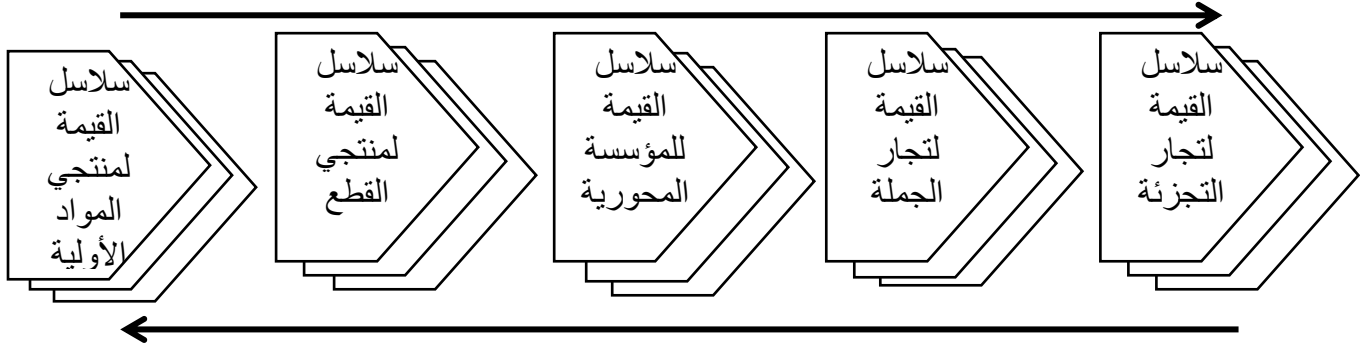 سلاسل
القيمة
لمنتجي
المواد
الأولية
سلاسل
القيمة
لمنتجي
القطع
سلاسل
القيمة
للمؤسسة
المحورية
سلاسل
القيمة
لتجار
الجملة
سلاسل
القيمة
لتجار
التجزئة